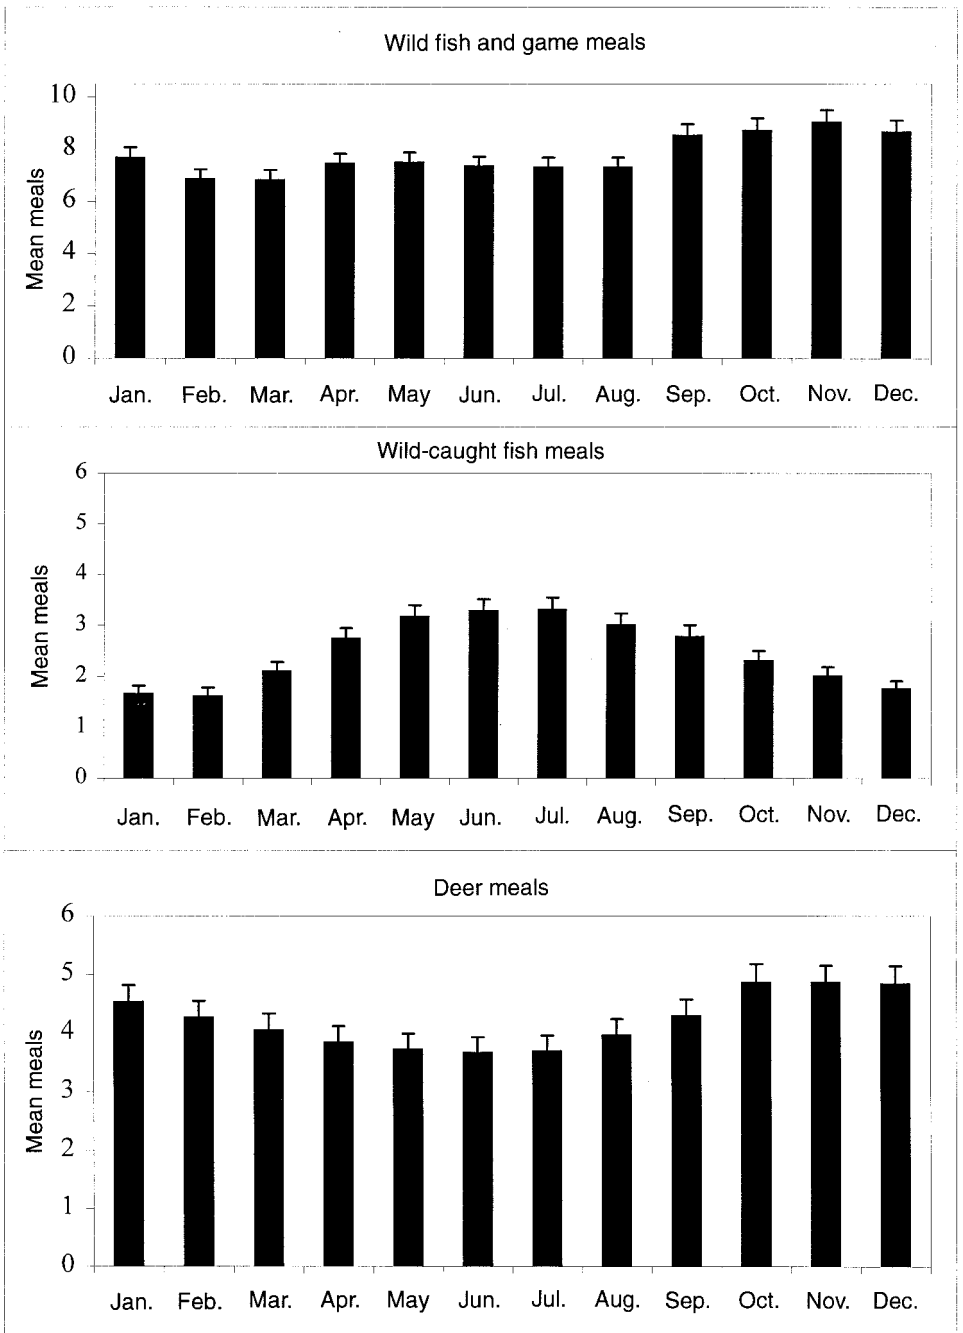 Wild fish and game meals
Mean meals
10
8
6
4
2
0
Jan. Feb. Mar. Apr. May Jun. Jul. Aug. Sep. Oct. Nov. Dec.
Wild-caught fish meals
Mean meals
6
5
4
3
2
1
0
Jan. Feb. Mar. Apr. May Jun. Jul. Aug. Sep. Oct. Nov. Dec.
Deer meals
Mean meals
6
5
4
3
2
1
0
Jan. Feb. Mar. Apr. May Jun. Jul. Aug. Sep. Oct. Nov. Dec.